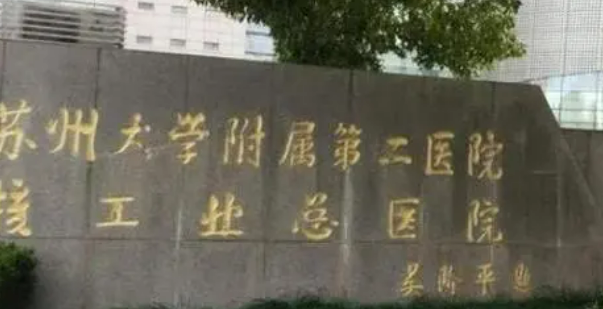 苏州大学附属第二医院
核工业总医院
吴阶平题